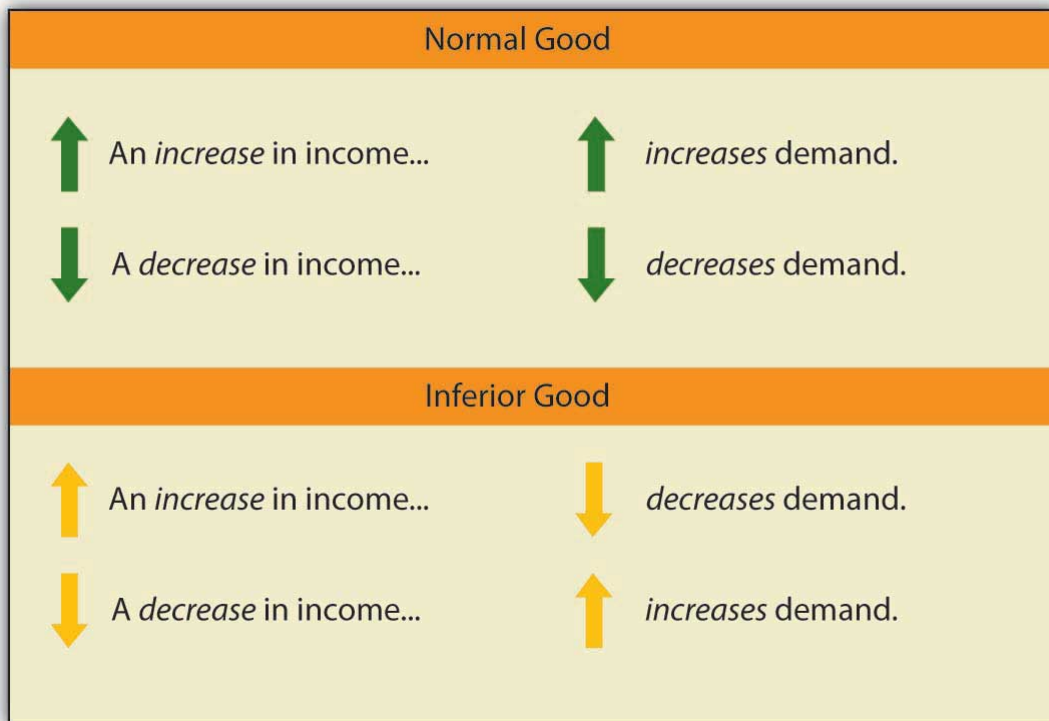 Normal Good
An increase in income... increases demand.
A decrease in income... decreases demand.
Inferior Good
An increase in income... decreases demand.
A decrease in income... increases demand.